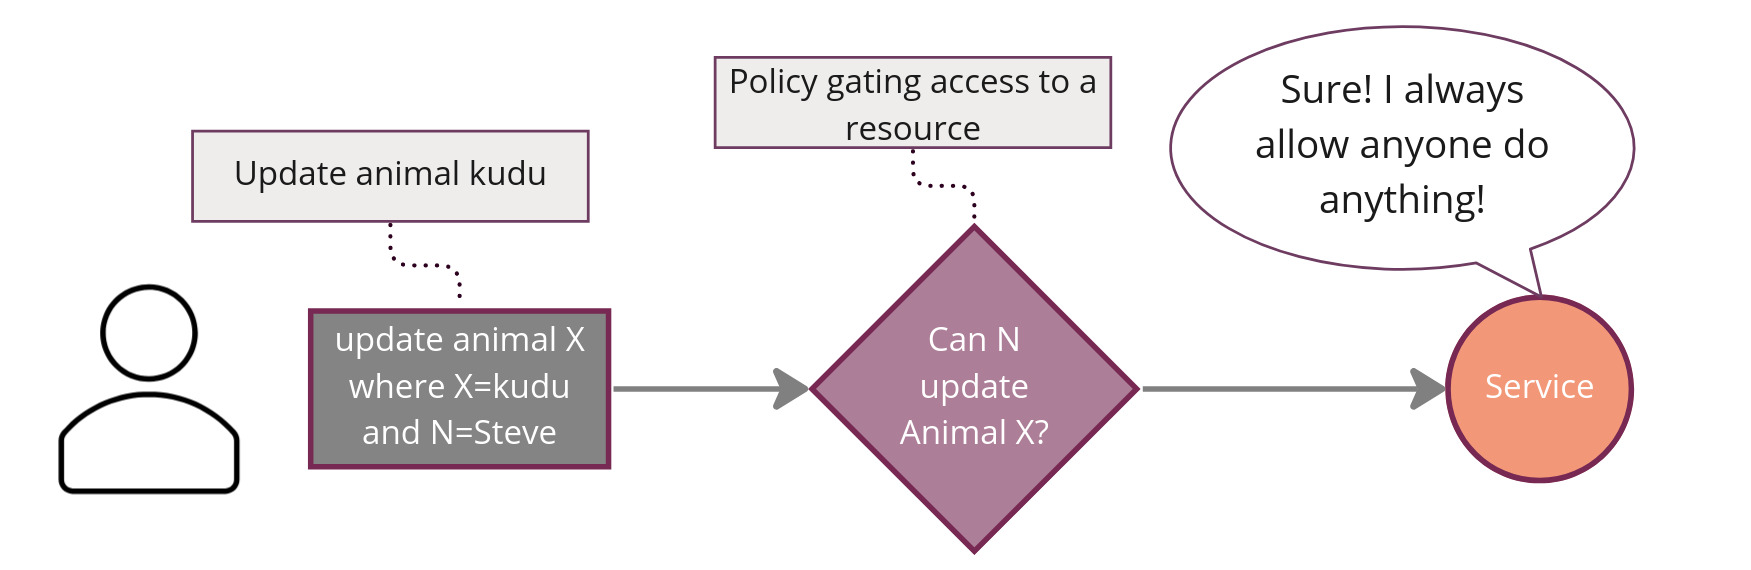 Update animal kudu
update animal X
where X=kudu
and N=Steve
Policy gating access to a
resource
Can N
update
Animal X?
Sure! I always
allow anyone do
anything!
Service